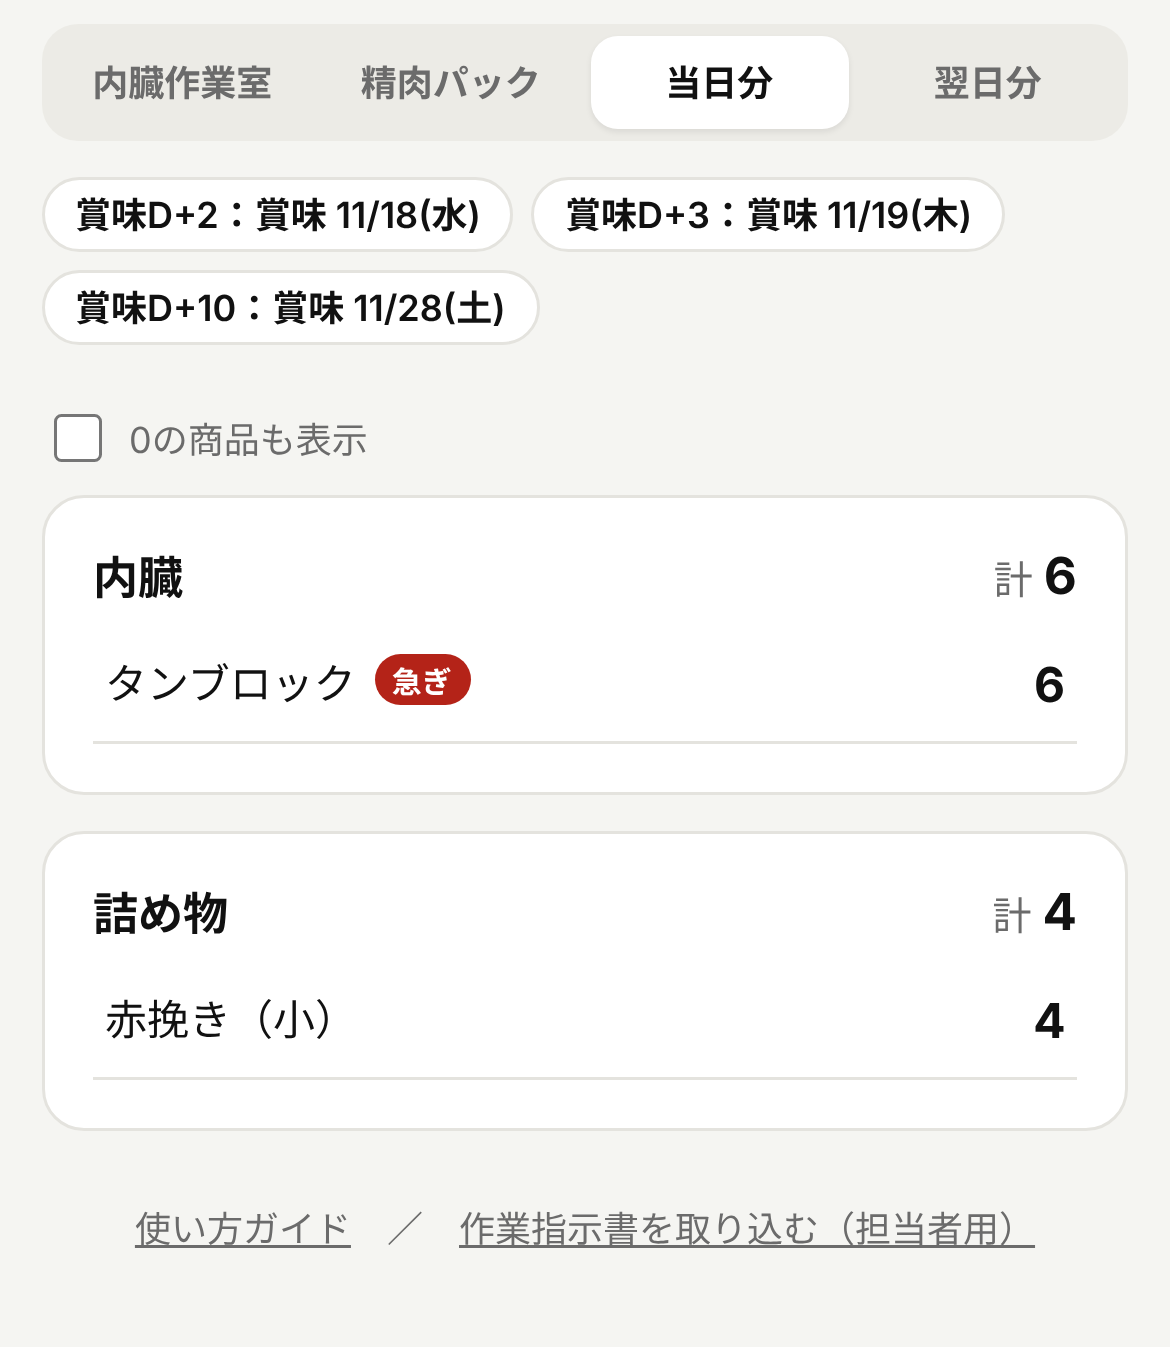 内臓作業室 精肉パック 当日分 翌日分
賞味D+2：賞味 11/18(水) 賞味D+3：賞味 11/19(木)
賞味D+10：賞味 11/28(土)
0の商品も表示
内臓 計 6
タンブロック 急ぎ 6
詰め物 計 4
赤挽き（小） 4
使い方ガイド ／ 作業指示書を取り込む（担当者用）